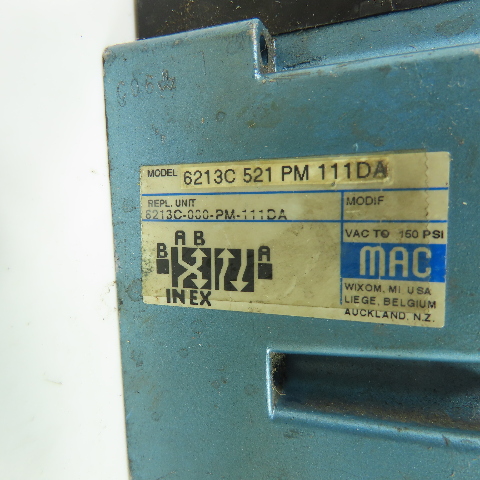 MODEL 6213C 521 PM 111DA
REPL. UNIT
6213C-000-PM-111DA
MODIF
VAC TO 150 PSI
A B
B A
IN EX
MAC
WIXOM, MI. USA
LIEGE, BELGIUM
AUCKLAND, N.Z.